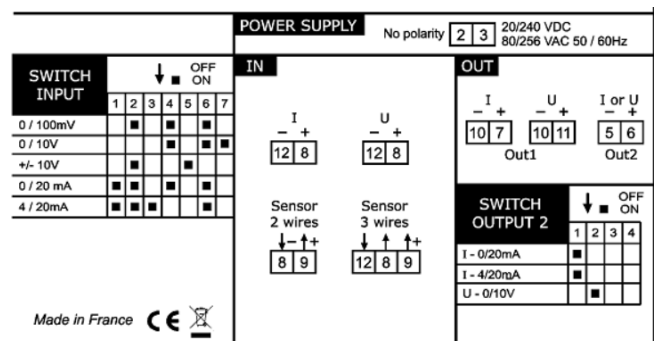 POWER SUPPLY
No polarity 2 3 20/240 VDC
80/256 VAC 50 / 60Hz
SWITCH INPUT
OFF
ON
1 2 3 4 5 6 7
0 / 100mV
0 / 10V
+/- 10V
0 / 20 mA
4 / 20mA
Made in France CE
IN
I U
- + - +
12 8 12 8
Sensor Sensor
2 wires 3 wires
- + +
8 9 12 8 9
OUT
I U I or U
- + - + - +
10 7 10 11 5 6
Out1 Out2
SWITCH OUTPUT 2
OFF
ON
1 2 3 4
I - 0/20mA
I - 4/20mA
U - 0/10V